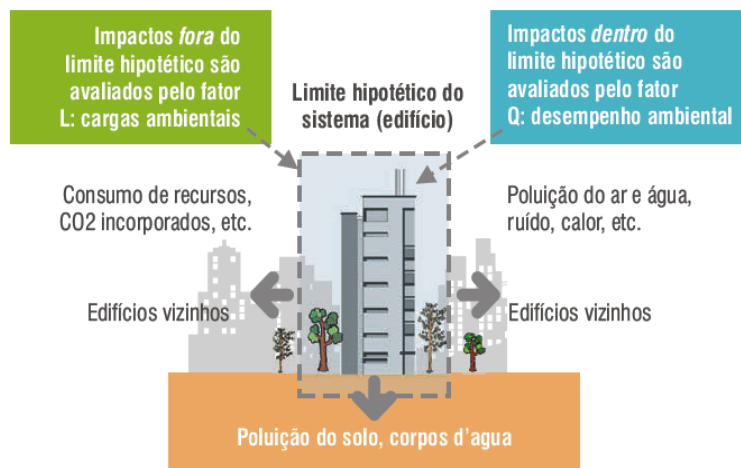 Impactos fora do
limite hipotético são
avaliados pelo fator
L: cargas ambientais
Limite hipotético do
sistema (edifício)
Impactos dentro do
limite hipotético são
avaliados pelo fator
Q: desempenho ambiental
Consumo de recursos,
CO2 incorporados, etc.
Poluição do ar e água,
ruído, calor, etc.
Edifícios vizinhos
Edifícios vizinhos
Poluição do solo, corpos d'agua